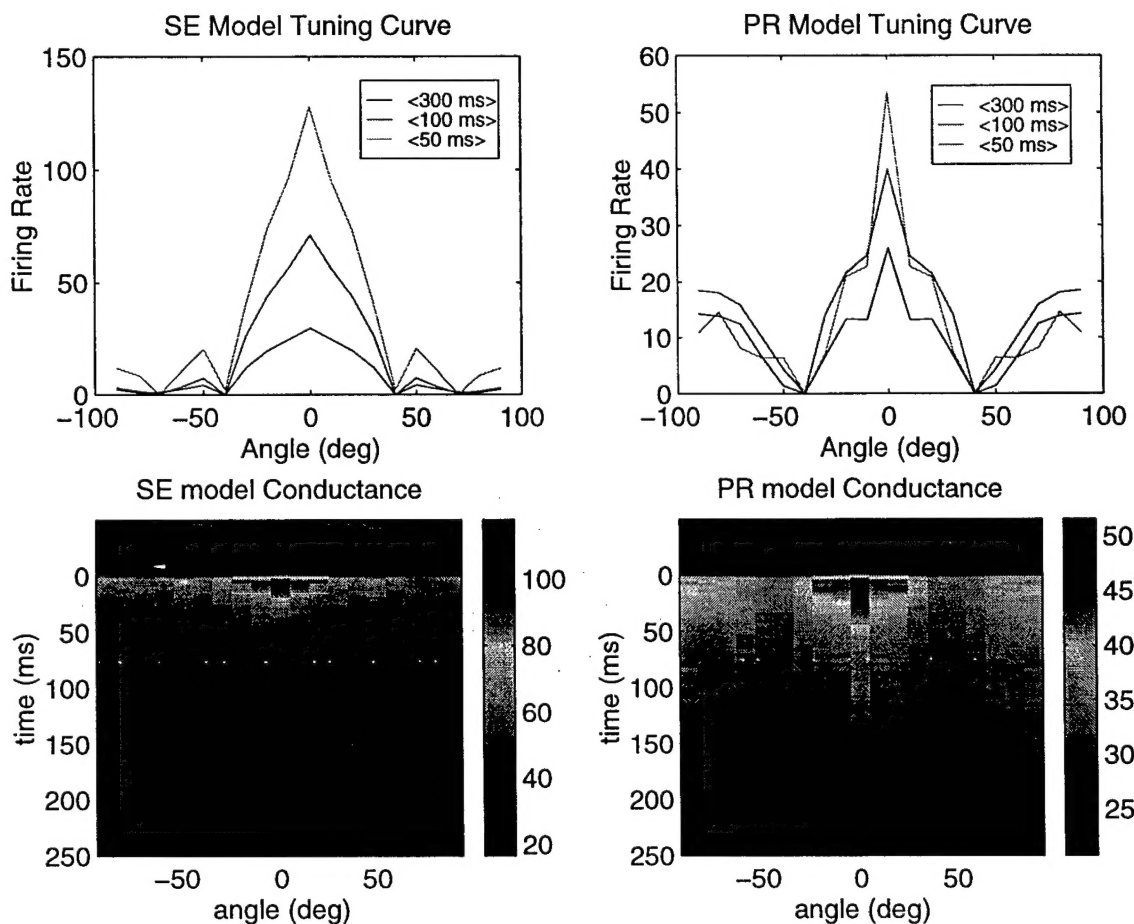 SE Model Tuning Curve
150
100
50
0
−100
−50
0
50
100
Firing Rate
Angle (deg)
<300 ms>
<100 ms>
<50 ms>
PR Model Tuning Curve
60
50
40
30
20
10
0
−100
−50
0
50
100
Firing Rate
Angle (deg)
<300 ms>
<100 ms>
<50 ms>
SE model Conductance
0
50
100
150
200
250
time (ms)
−50
0
50
angle (deg)
100
80
60
40
20
PR model Conductance
0
50
100
150
200
250
time (ms)
−50
0
50
angle (deg)
50
45
40
35
30
25